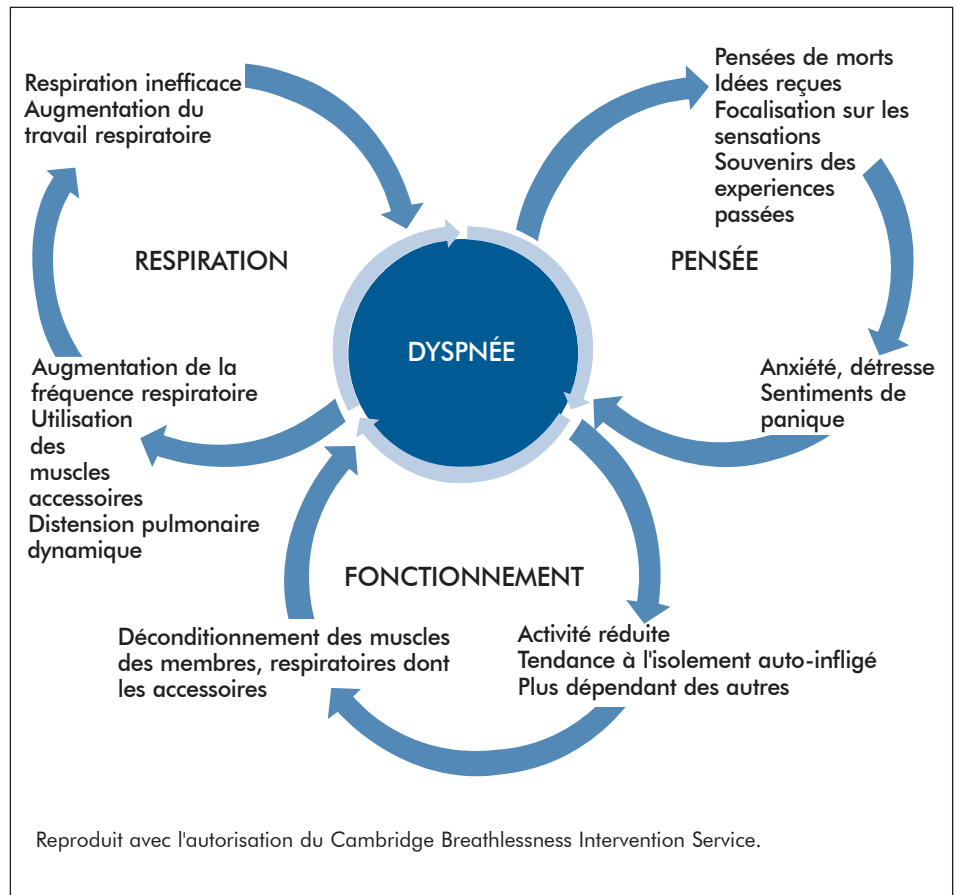 Respiration inefficace
Augmentation du
travail respiratoire
RESPIRATION
Augmentation de la
fréquence respiratoire
Utilisation
des
muscles
accessoires
Distension pulmonaire
dynamique
DYSPNÉE
Pensées de morts
Idées reçues
Focalisation sur les
sensations
Souvenirs des
experiences
passées
PENSÉE
Anxiété, détresse
Sentiments de
panique
FONCTIONNEMENT
Activité réduite
Tendance à l'isolement auto-infligé
Plus dépendant des autres
Déconditionnement des muscles
des membres, respiratoires dont
les accessoires
Reproduit avec l'autorisation du Cambridge Breathlessness Intervention Service.